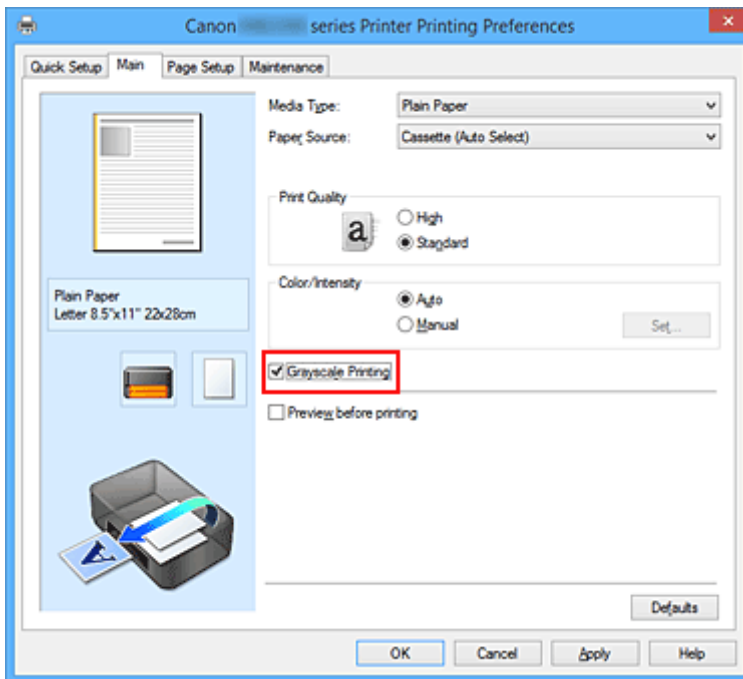 Canon series Printer Printing Preferences
Quick Setup Main Page Setup Maintenance
Media Type: Plain Paper
Paper Source: Cassette (Auto Select)
Print Quality
a
High
Standard
Color/Intensity
Auto
Manual Set...
Plain Paper
Letter 8.5"x11" 22x28cm
Grayscale Printing
Preview before printing
A
Defaults
OK Cancel Apply Help